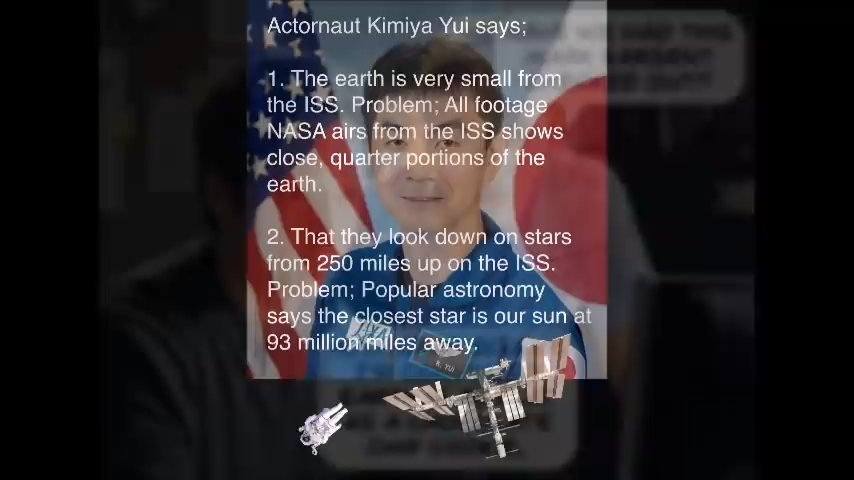 Actornaut Kimiya Yui says;
1. The earth is very small from
the ISS. Problem; All footage
NASA airs from the ISS shows
close, quarter portions of the
earth.
2. That they look down on stars
from 250 miles up on the ISS.
Problem; Popular astronomy
says the closest star is our sun at
93 million miles away.
K. YUI